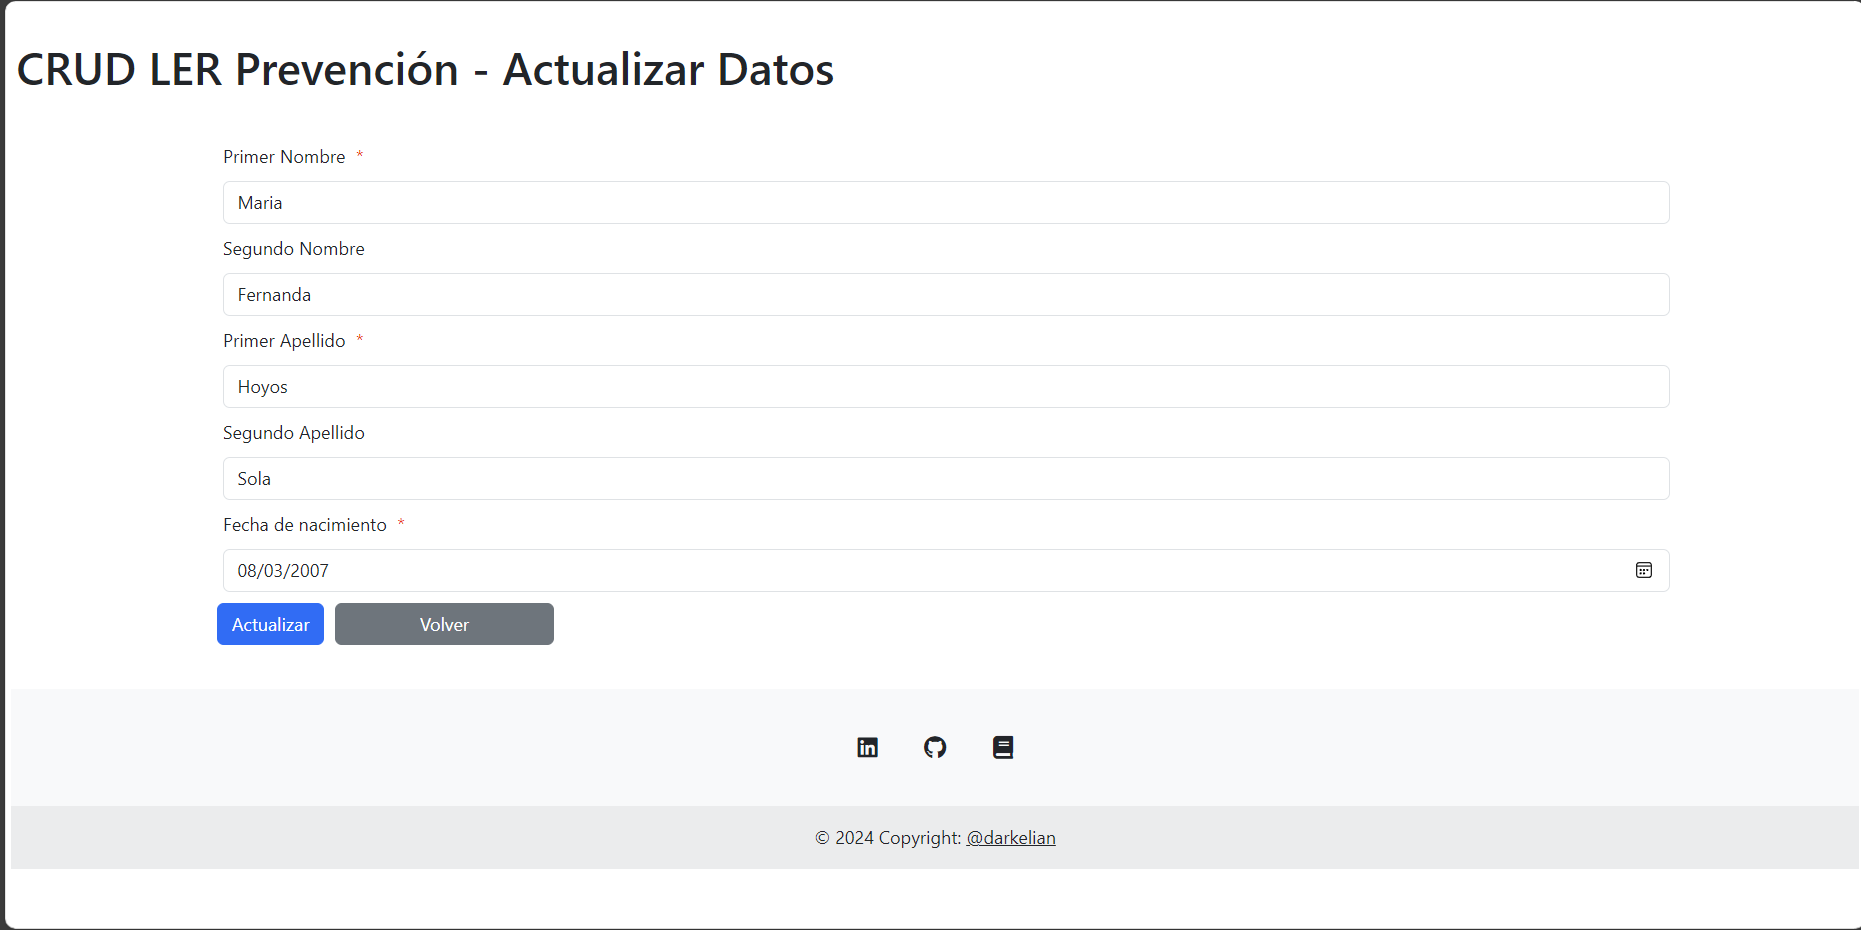 CRUD LER Prevención - Actualizar Datos
Primer Nombre *
Maria
Segundo Nombre
Fernanda
Primer Apellido *
Hoyos
Segundo Apellido
Sola
Fecha de nacimiento *
08/03/2007
Actualizar Volver
in
© 2024 Copyright: @darkelian